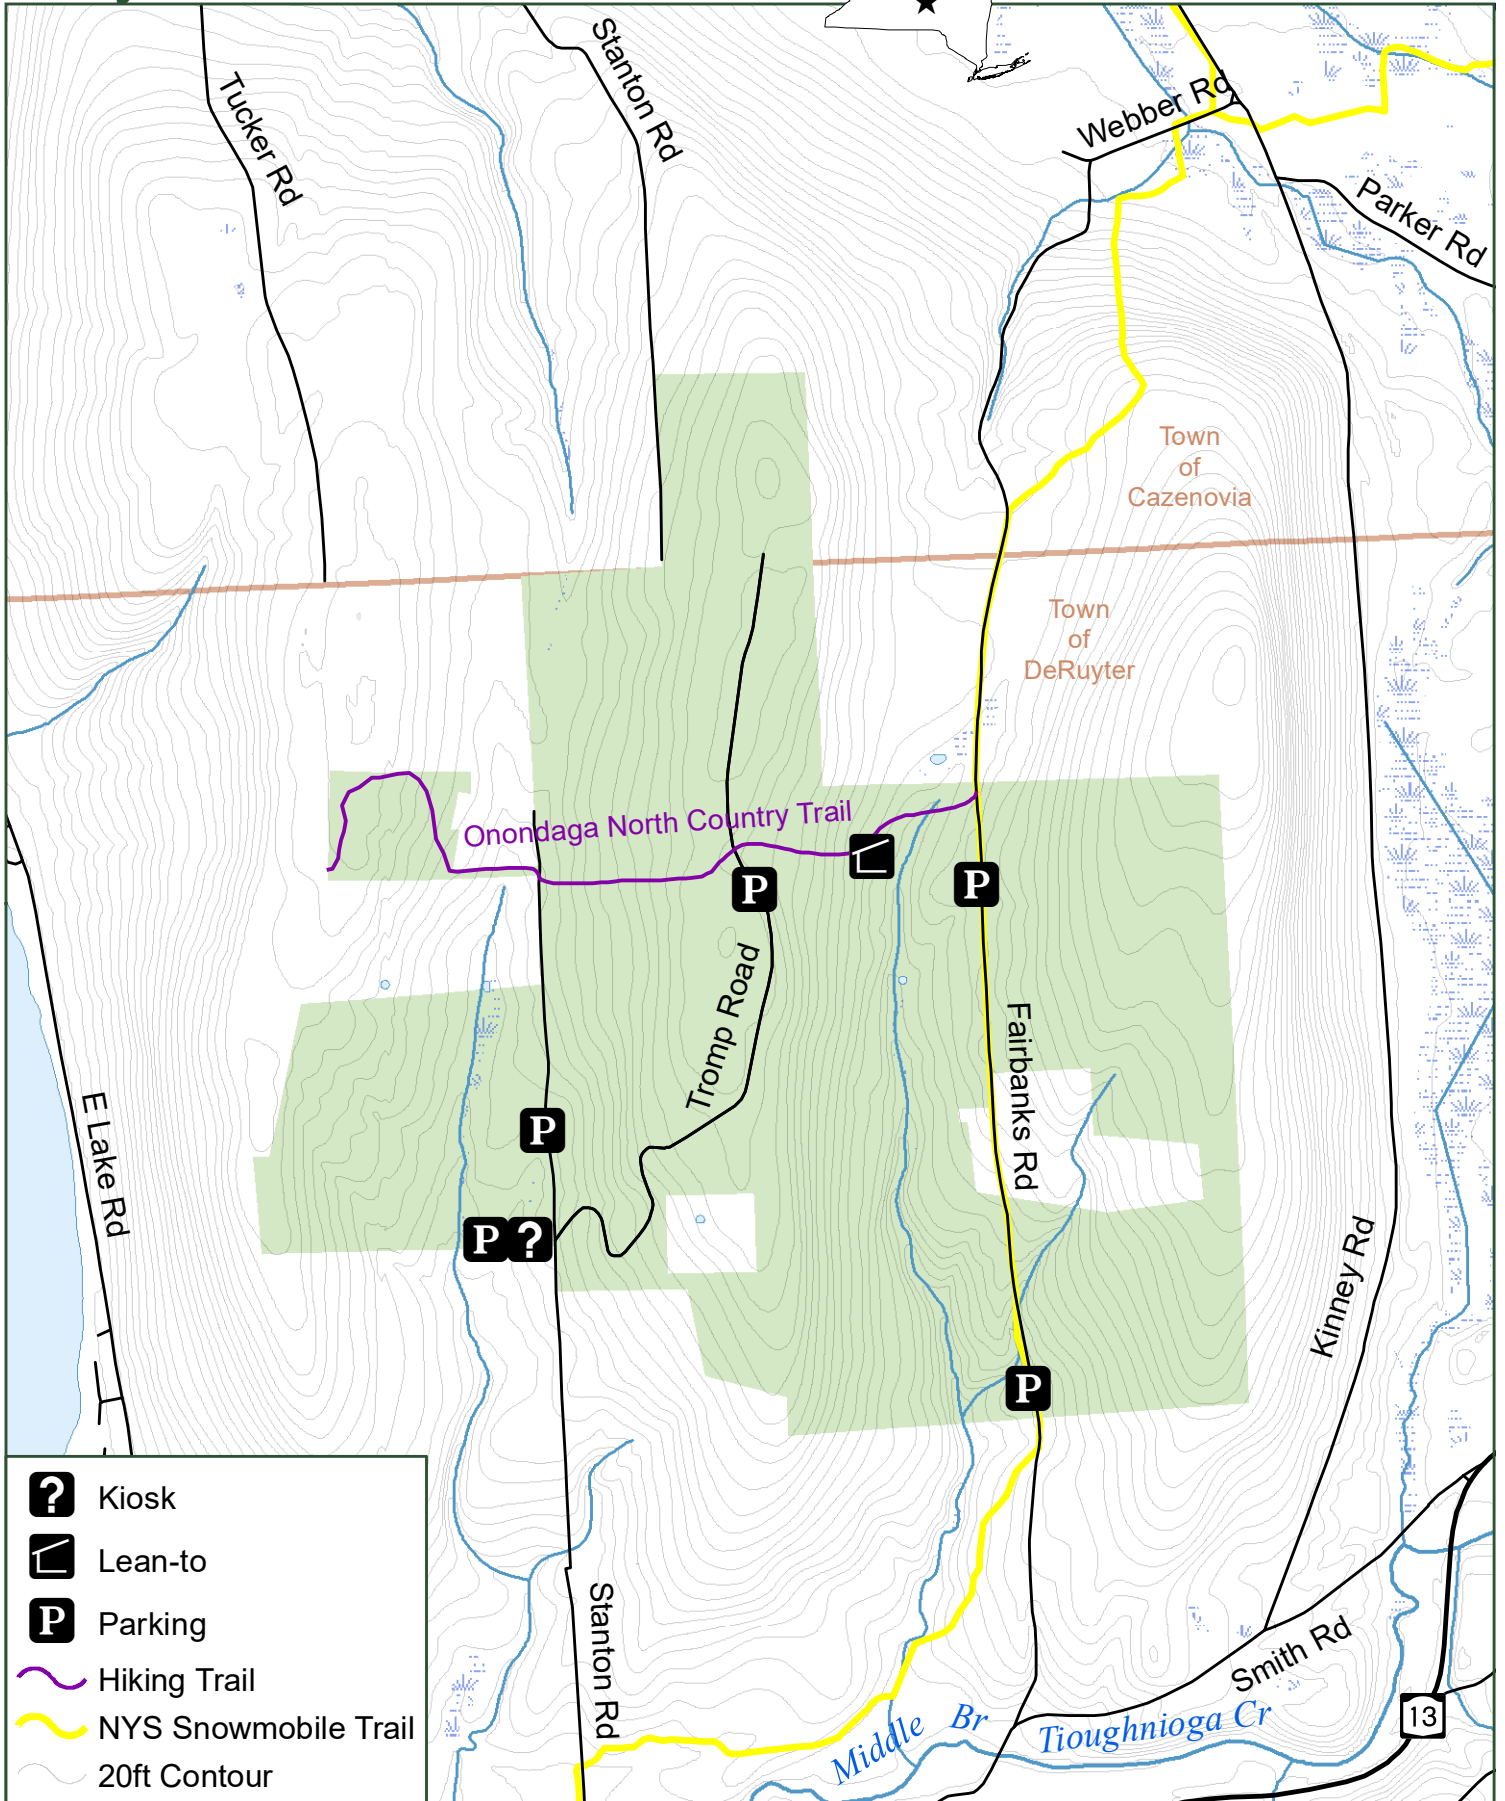 Stanton Rd
Tucker Rd
Webber Rd
Parker Rd
Town
of
Cazenovia
Town
of
DeRuyter
Onondaga North Country Trail
P
P
Tromp Road
Fairbanks Rd
E Lake Rd
P
P
?
Kinney Rd
P
? Kiosk
Lean-to
P Parking
Hiking Trail
NYS Snowmobile Trail
20ft Contour
Stanton Rd
Smith Rd
13
Middle Br Tioughnioga Cr